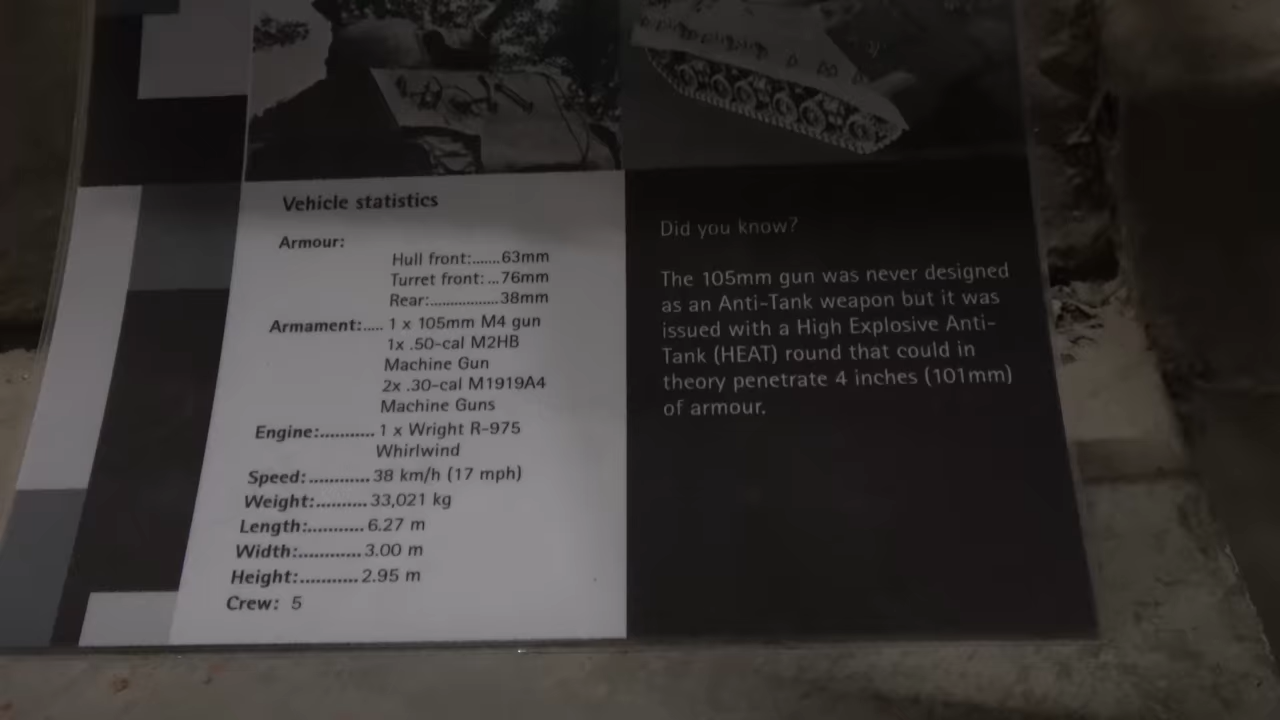 Vehicle statistics
Armour:
Hull front:.......63mm
Turret front:...76mm
Rear:.................38mm
Armament:..... 1 x 105mm M4 gun
1x .50-cal M2HB
Machine Gun
2x .30-cal M1919A4
Machine Guns
Engine:........... 1 x Wright R-975
Whirlwind
Speed:............ 38 km/h (17 mph)
Weight:.......... 33,021 kg
Length:........... 6.27 m
Width:............ 3.00 m
Height:........... 2.95 m
Crew: 5
Did you know?
The 105mm gun was never designed
as an Anti-Tank weapon but it was
issued with a High Explosive Anti-
Tank (HEAT) round that could in
theory penetrate 4 inches (101mm)
of armour.